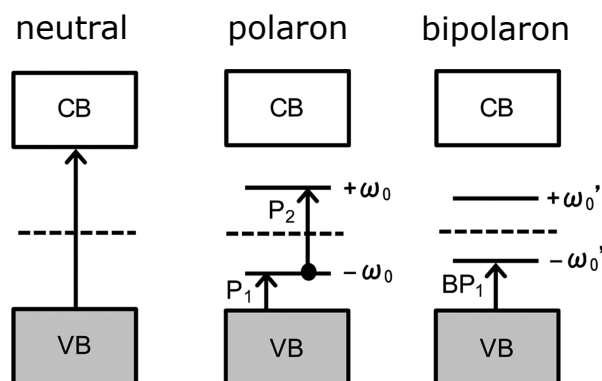 neutral polaron bipolaron
CB CB CB
+ω₀ +ω₀'
P₂
−ω₀ −ω₀'
P₁ BP₁
VB VB VB